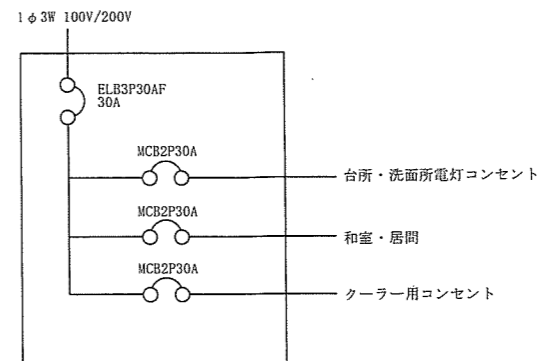 1φ3W 100V/200V
ELB3P30AF
30A
MCB2P30A
台所・洗面所電灯コンセント
MCB2P30A
和室・居間
MCB2P30A
クーラー用コンセント